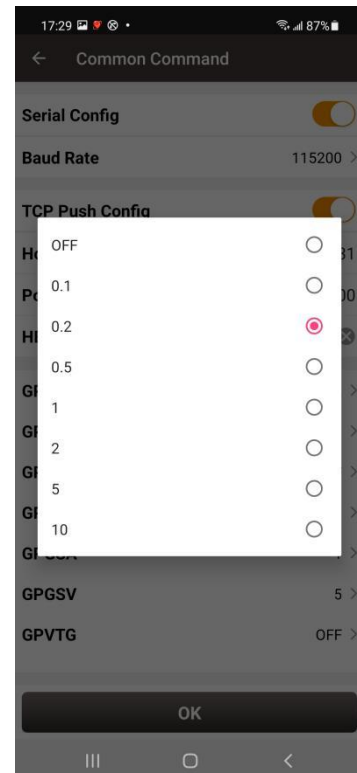 17:29 87%
Common Command
Serial Config
Baud Rate 115200
TCP Push Config
OFF
0.1
0.2
0.5
1
2
5
10
GPGSV 5
GPVTG OFF
OK